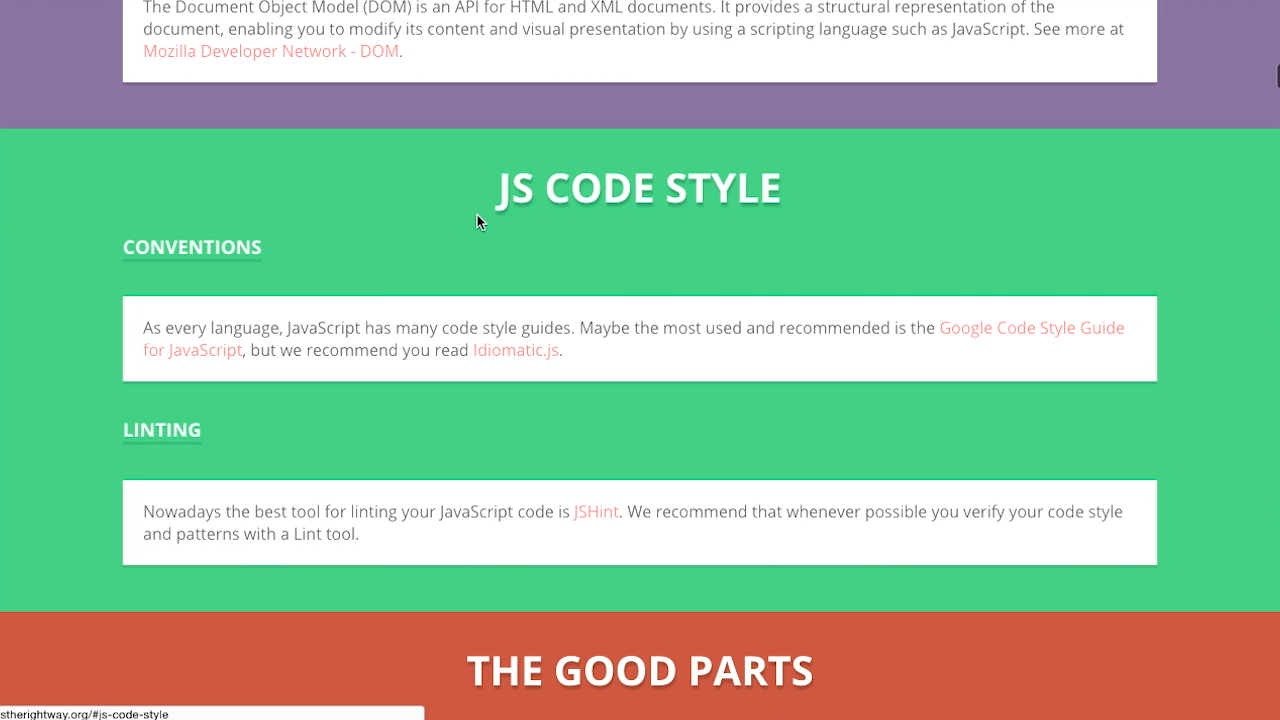 The Document Object Model (DOM) is an API for HTML and XML documents. It provides a structural representation of the
document, enabling you to modify its content and visual presentation by using a scripting language such as JavaScript. See more at
Mozilla Developer Network - DOM.
JS CODE STYLE
CONVENTIONS
As every language, JavaScript has many code style guides. Maybe the most used and recommended is the Google Code Style Guide
for JavaScript, but we recommend you read Idiomatic.js.
LINTING
Nowadays the best tool for linting your JavaScript code is JSHint. We recommend that whenever possible you verify your code style
and patterns with a Lint tool.
THE GOOD PARTS
stherightway.org/#js-code-style